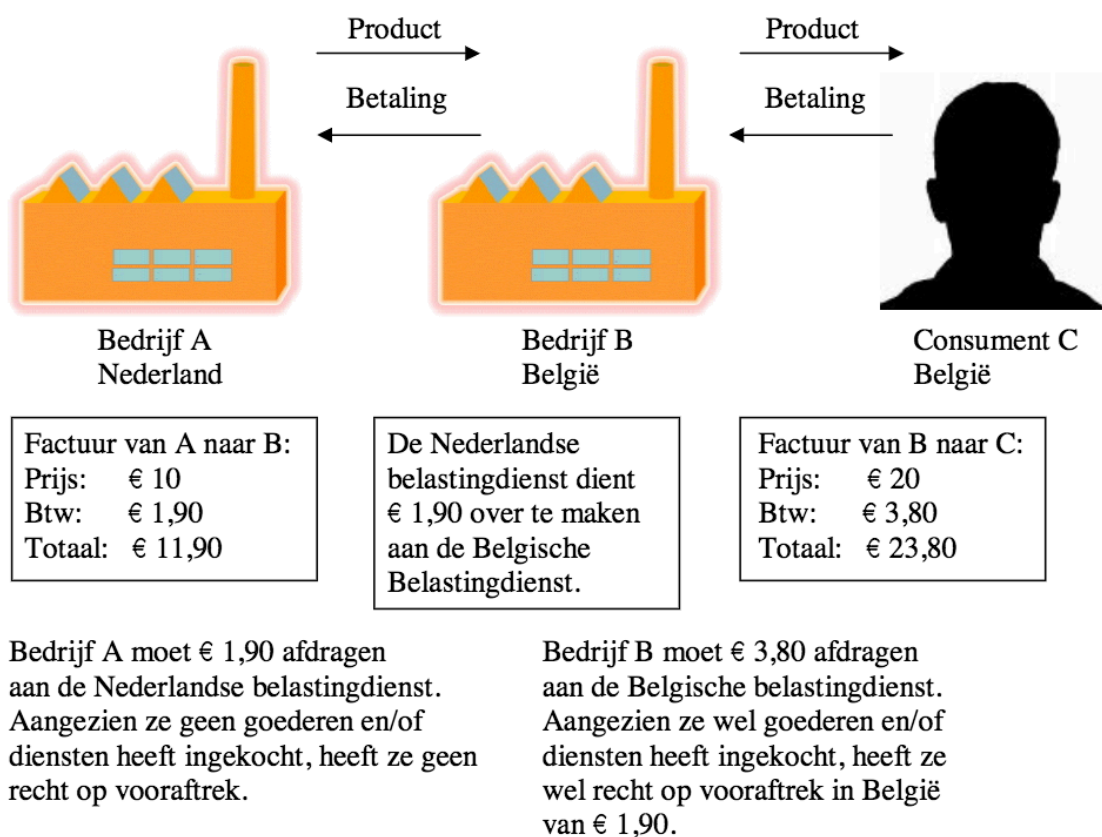 Product
Product
Betaling
Betaling
Bedrijf A
Nederland
Bedrijf B
België
Consument C
België
Factuur van A naar B:
Prijs: € 10
Btw: € 1,90
Totaal: € 11,90
De Nederlandse
belastingdienst dient
€ 1,90 over te maken
aan de Belgische
Belastingdienst.
Factuur van B naar C:
Prijs: € 20
Btw: € 3,80
Totaal: € 23,80
Bedrijf A moet € 1,90 afdragen
aan de Nederlandse belastingdienst.
Aangezien ze geen goederen en/of
diensten heeft ingekocht, heeft ze geen
recht op vooraftrek.
Bedrijf B moet € 3,80 afdragen
aan de Belgische belastingdienst.
Aangezien ze wel goederen en/of
diensten heeft ingekocht, heeft ze
wel recht op vooraftrek in België
van € 1,90.